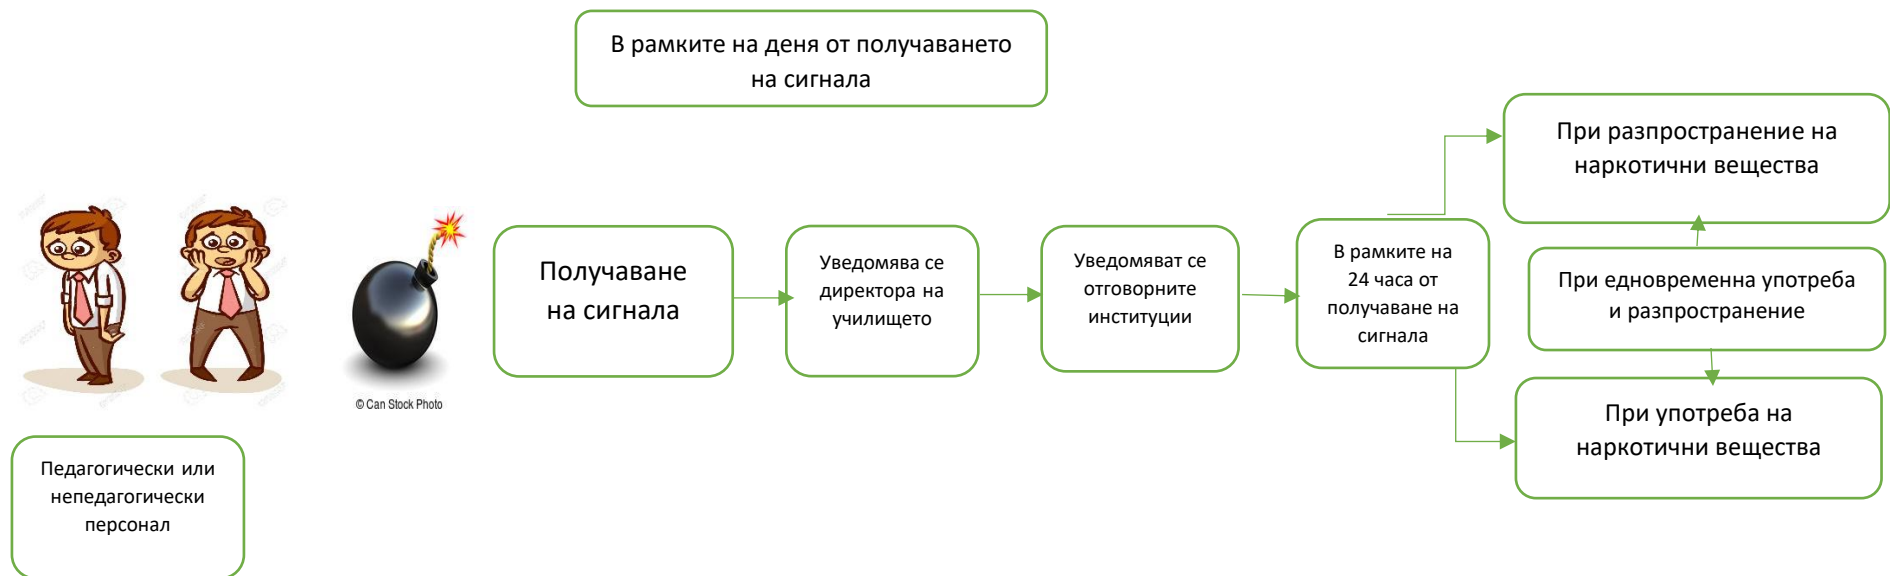 В рамките на деня от получаването
на сигнала
При разпространение на
наркотични вещества
Получаване
на сигнала
Уведомява се
директора на
училището
Уведомяват се
отговорните
институции
В рамките на
24 часа от
получаване на
сигнала
При едновременна употреба
и разпространение
При употреба на
наркотични вещества
© Can Stock Photo
Педагогически или
непедагогически
персонал